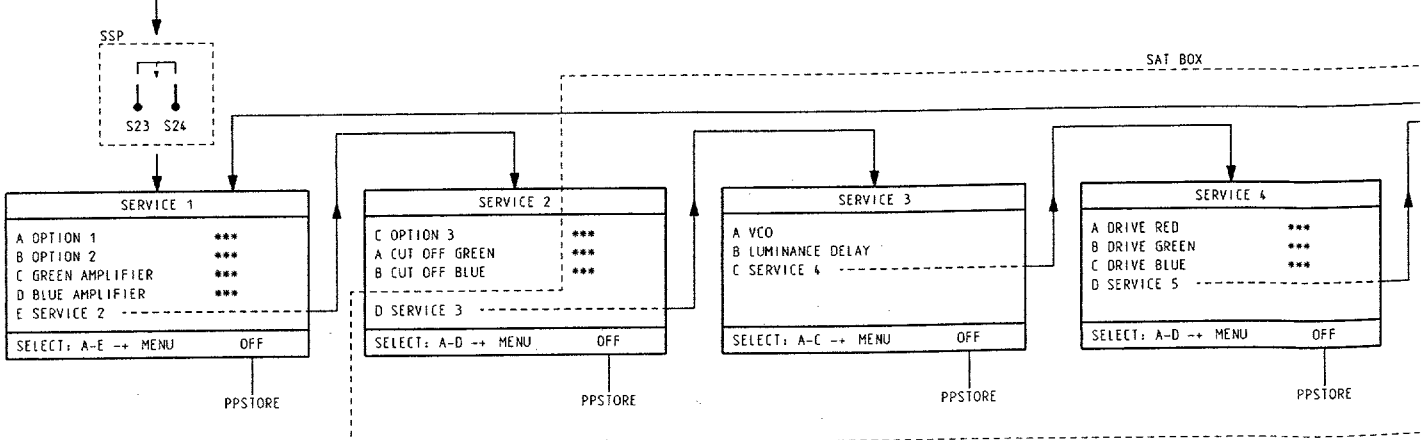 SSP
S23 S24
SAT BOX
SERVICE 1
A OPTION 1 ***
B OPTION 2 ***
C GREEN AMPLIFIER ***
D BLUE AMPLIFIER ***
E SERVICE 2
SELECT: A-E -+ MENU OFF
PPSTORE
SERVICE 2
C OPTION 3 ***
A CUT OFF GREEN ***
B CUT OFF BLUE ***
D SERVICE 3
SELECT: A-D -+ MENU OFF
PPSTORE
SERVICE 3
A VCO
B LUMINANCE DELAY
C SERVICE 4
SELECT: A-C -+ MENU OFF
PPSTORE
SERVICE 4
A DRIVE RED ***
B DRIVE GREEN ***
C DRIVE BLUE ***
D SERVICE 5
SELECT: A-D -+ MENU OFF
PPSTORE